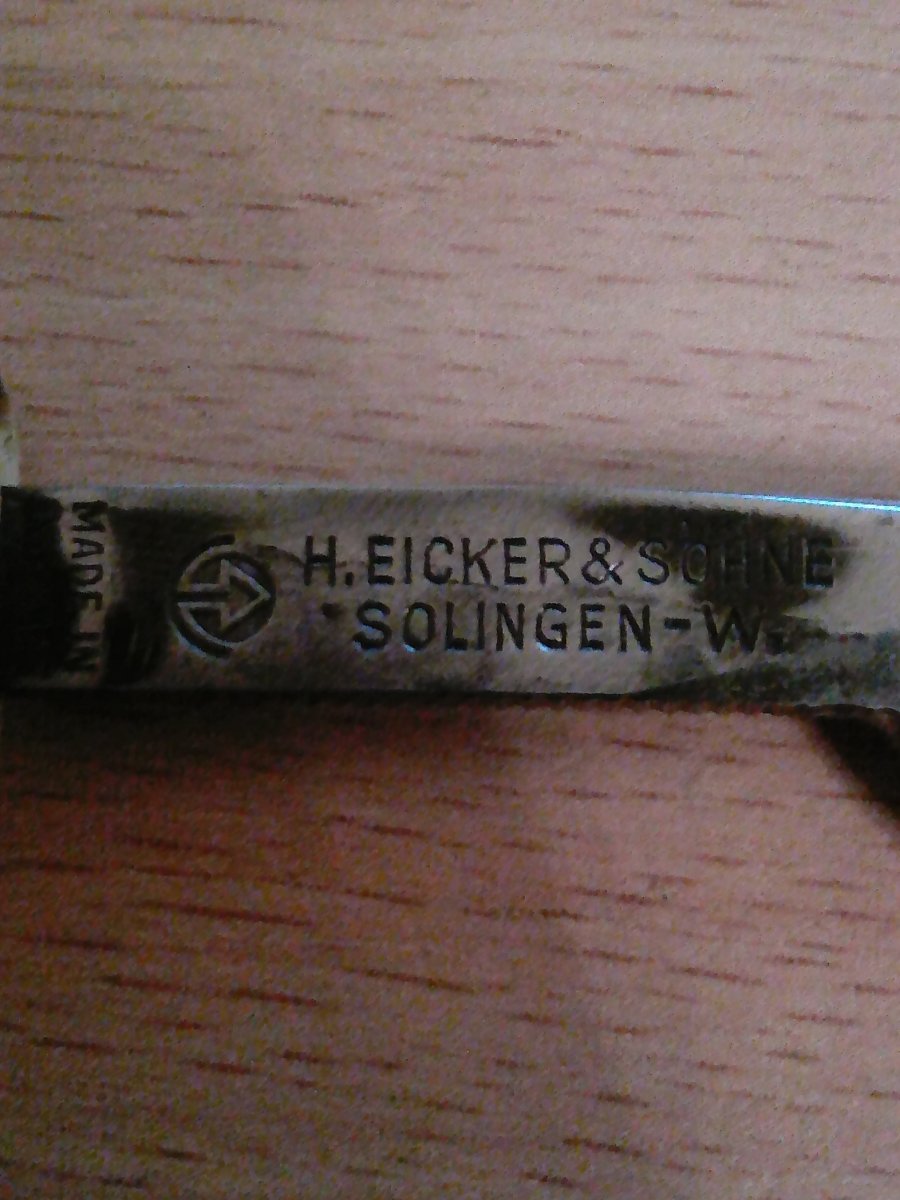 MADE IN
H. EICKER & SOHNE
SOLINGEN - W.